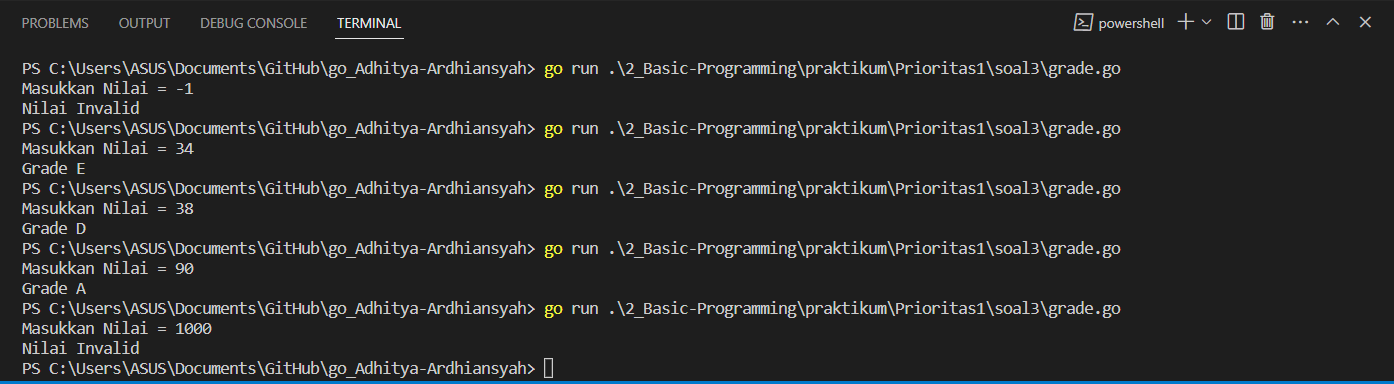 PROBLEMS OUTPUT DEBUG CONSOLE TERMINAL powershell
PS C:\Users\ASUS\Documents\GitHub\go_Adhitya-Ardhiansyah> go run .\2_Basic-Programming\praktikum\Prioritas1\soal3\grade.go
Masukkan Nilai = -1
Nilai Invalid
PS C:\Users\ASUS\Documents\GitHub\go_Adhitya-Ardhiansyah> go run .\2_Basic-Programming\praktikum\Prioritas1\soal3\grade.go
Masukkan Nilai = 34
Grade E
PS C:\Users\ASUS\Documents\GitHub\go_Adhitya-Ardhiansyah> go run .\2_Basic-Programming\praktikum\Prioritas1\soal3\grade.go
Masukkan Nilai = 38
Grade D
PS C:\Users\ASUS\Documents\GitHub\go_Adhitya-Ardhiansyah> go run .\2_Basic-Programming\praktikum\Prioritas1\soal3\grade.go
Masukkan Nilai = 90
Grade A
PS C:\Users\ASUS\Documents\GitHub\go_Adhitya-Ardhiansyah> go run .\2_Basic-Programming\praktikum\Prioritas1\soal3\grade.go
Masukkan Nilai = 1000
Nilai Invalid
PS C:\Users\ASUS\Documents\GitHub\go_Adhitya-Ardhiansyah>